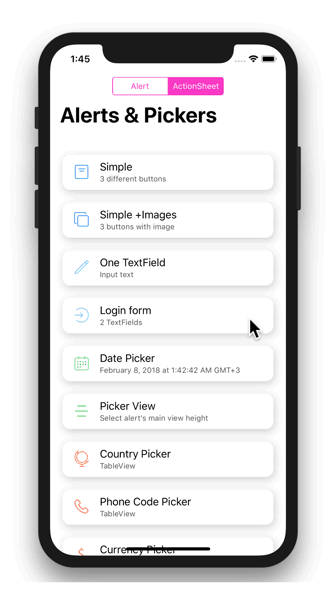 1:45
Alert ActionSheet
Alerts & Pickers
Simple
3 different buttons
Simple +Images
3 buttons with image
One TextField
Input text
Login form
2 TextFields
Date Picker
February 8, 2018 at 1:42:42 AM GMT+3
Picker View
Select alert's main view height
Country Picker
TableView
Phone Code Picker
TableView
Currency Picker